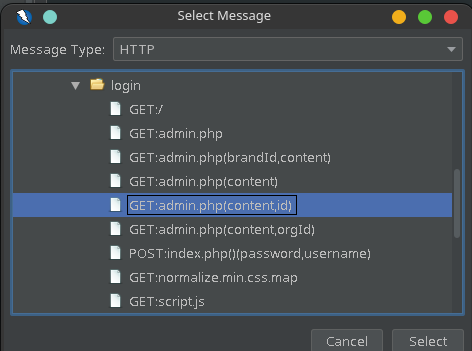 Select Message
Message Type: HTTP
login
GET:/
GET:admin.php
GET:admin.php(brandId,content)
GET:admin.php(content)
GET:admin.php(content,id)
GET:admin.php(content,orgId)
POST:index.php()(password,username)
GET:normalize.min.css.map
GET:script.js
Cancel Select